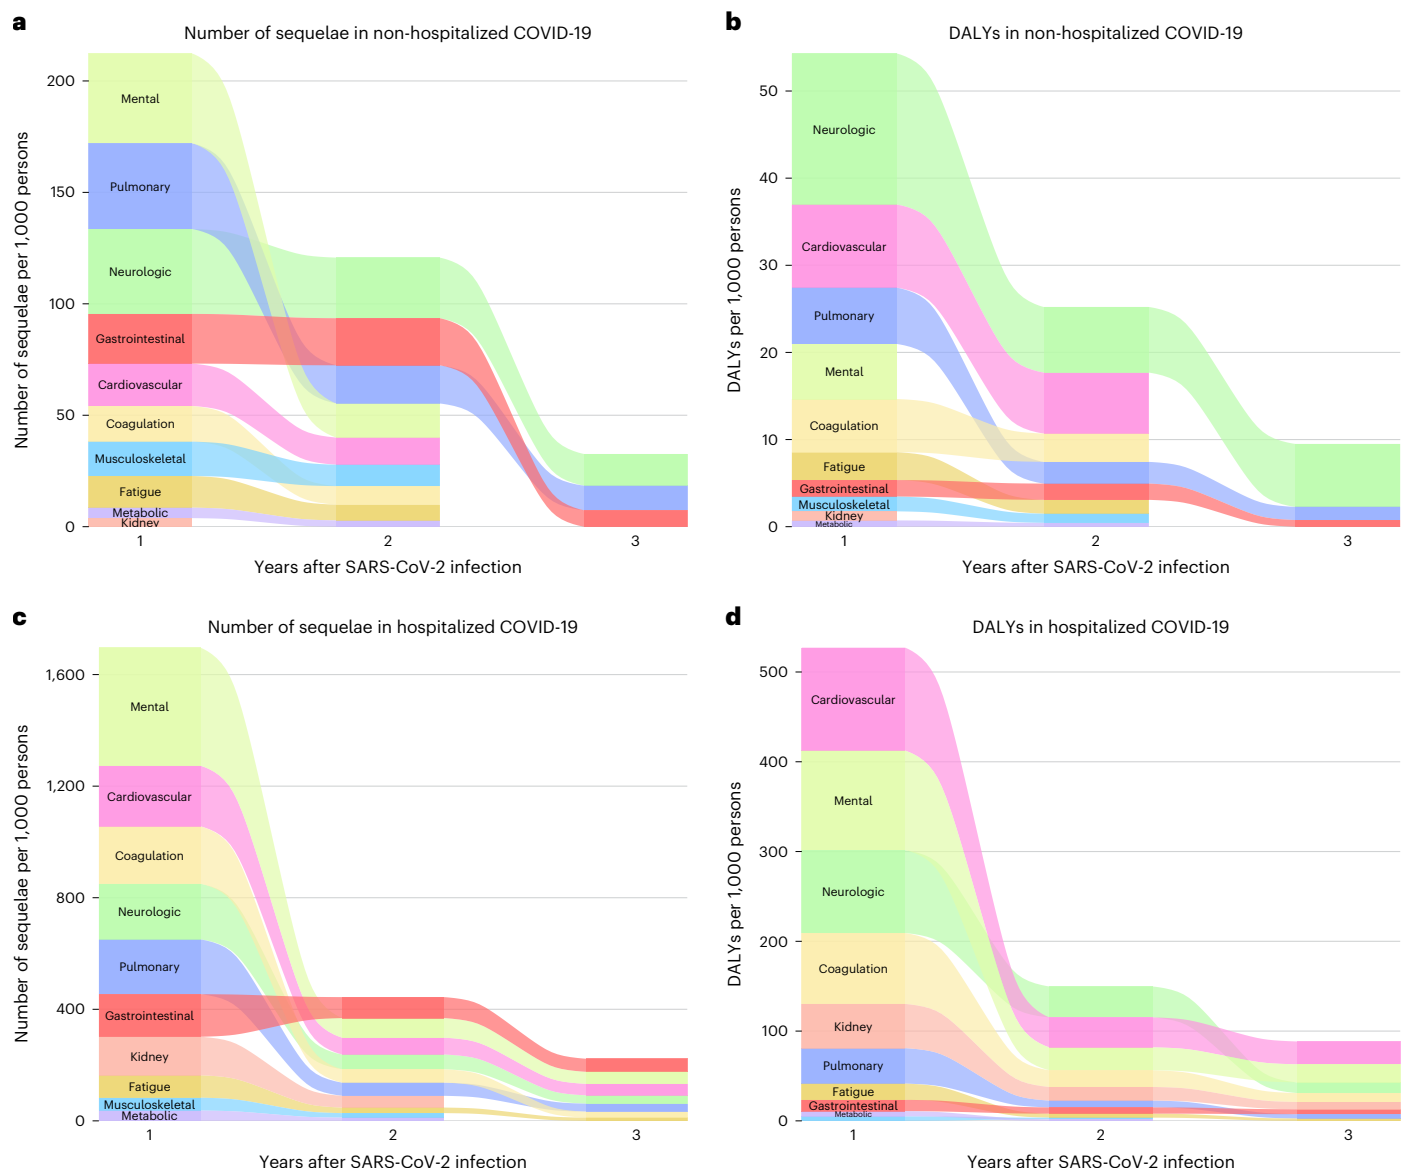 a
Number of sequelae in non-hospitalized COVID-19
Number of sequelae per 1,000 persons
200
150
100
50
0
Mental
Pulmonary
Neurologic
Gastrointestinal
Cardiovascular
Coagulation
Musculoskeletal
Fatigue
Metabolic
Kidney
1 2 3
Years after SARS-CoV-2 infection
b
DALYs in non-hospitalized COVID-19
DALYs per 1,000 persons
50
40
30
20
10
0
Neurologic
Cardiovascular
Pulmonary
Mental
Coagulation
Fatigue
Gastrointestinal
Musculoskeletal
Kidney
Metabolic
1 2 3
Years after SARS-CoV-2 infection
c
Number of sequelae in hospitalized COVID-19
Number of sequelae per 1,000 persons
1,600
1,200
800
400
0
Mental
Cardiovascular
Coagulation
Neurologic
Pulmonary
Gastrointestinal
Kidney
Fatigue
Musculoskeletal
Metabolic
1 2 3
Years after SARS-CoV-2 infection
d
DALYs in hospitalized COVID-19
DALYs per 1,000 persons
500
400
300
200
100
0
Cardiovascular
Mental
Neurologic
Coagulation
Kidney
Pulmonary
Fatigue
Gastrointestinal
Metabolic
1 2 3
Years after SARS-CoV-2 infection